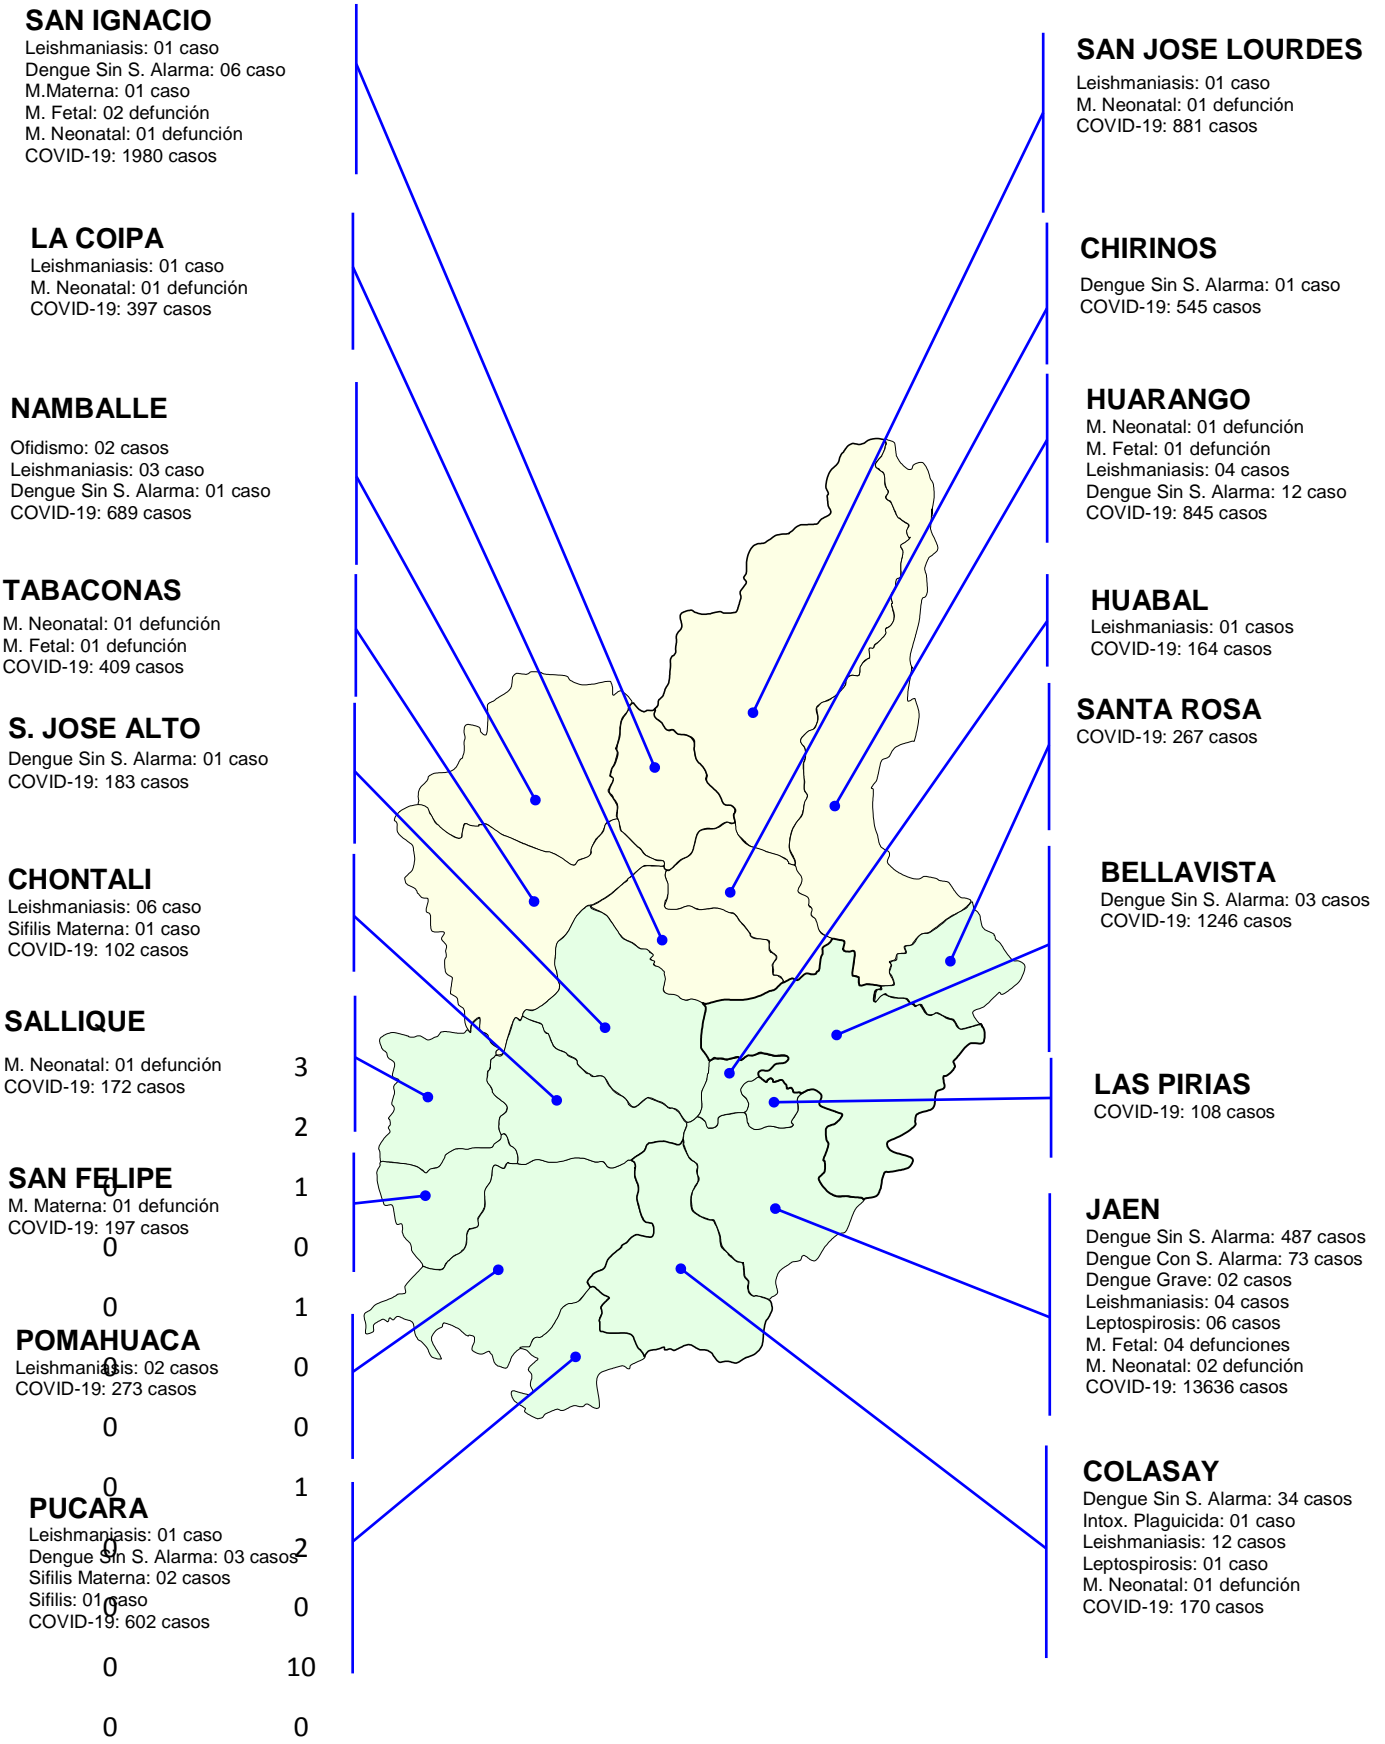 SAN IGNACIO
Leishmaniasis: 01 caso
Dengue Sin S. Alarma: 06 caso
M.Materna: 01 caso
M. Fetal: 02 defunción
M. Neonatal: 01 defunción
COVID-19: 1980 casos
LA COIPA
Leishmaniasis: 01 caso
M. Neonatal: 01 defunción
COVID-19: 397 casos
NAMBALLE
Ofidismo: 02 casos
Leishmaniasis: 03 caso
Dengue Sin S. Alarma: 01 caso
COVID-19: 689 casos
TABACONAS
M. Neonatal: 01 defunción
M. Fetal: 01 defunción
COVID-19: 409 casos
S. JOSE ALTO
Dengue Sin S. Alarma: 01 caso
COVID-19: 183 casos
CHONTALI
Leishmaniasis: 06 caso
Sifilis Materna: 01 caso
COVID-19: 102 casos
SALLIQUE
M. Neonatal: 01 defunción
COVID-19: 172 casos
SAN FELIPE
M. Materna: 01 defunción
COVID-19: 197 casos
POMAHUACA
Leishmaniasis: 02 casos
COVID-19: 273 casos
PUCARA
Leishmaniasis: 01 caso
Dengue Sin S. Alarma: 03 casos
Sifilis Materna: 02 casos
Sifilis: 01 caso
COVID-19: 602 casos
3
2
0 1
0 0
0 1
0 0
0 0
0 1
0 2
0 0
0 10
0 0
SAN JOSE LOURDES
Leishmaniasis: 01 caso
M. Neonatal: 01 defunción
COVID-19: 881 casos
CHIRINOS
Dengue Sin S. Alarma: 01 caso
COVID-19: 545 casos
HUARANGO
M. Neonatal: 01 defunción
M. Fetal: 01 defunción
Leishmaniasis: 04 casos
Dengue Sin S. Alarma: 12 caso
COVID-19: 845 casos
HUABAL
Leishmaniasis: 01 casos
COVID-19: 164 casos
SANTA ROSA
COVID-19: 267 casos
BELLAVISTA
Dengue Sin S. Alarma: 03 casos
COVID-19: 1246 casos
LAS PIRIAS
COVID-19: 108 casos
JAEN
Dengue Sin S. Alarma: 487 casos
Dengue Con S. Alarma: 73 casos
Dengue Grave: 02 casos
Leishmaniasis: 04 casos
Leptospirosis: 06 casos
M. Fetal: 04 defunciones
M. Neonatal: 02 defunción
COVID-19: 13636 casos
COLASAY
Dengue Sin S. Alarma: 34 casos
Intox. Plaguicida: 01 caso
Leishmaniasis: 12 casos
Leptospirosis: 01 caso
M. Neonatal: 01 defunción
COVID-19: 170 casos